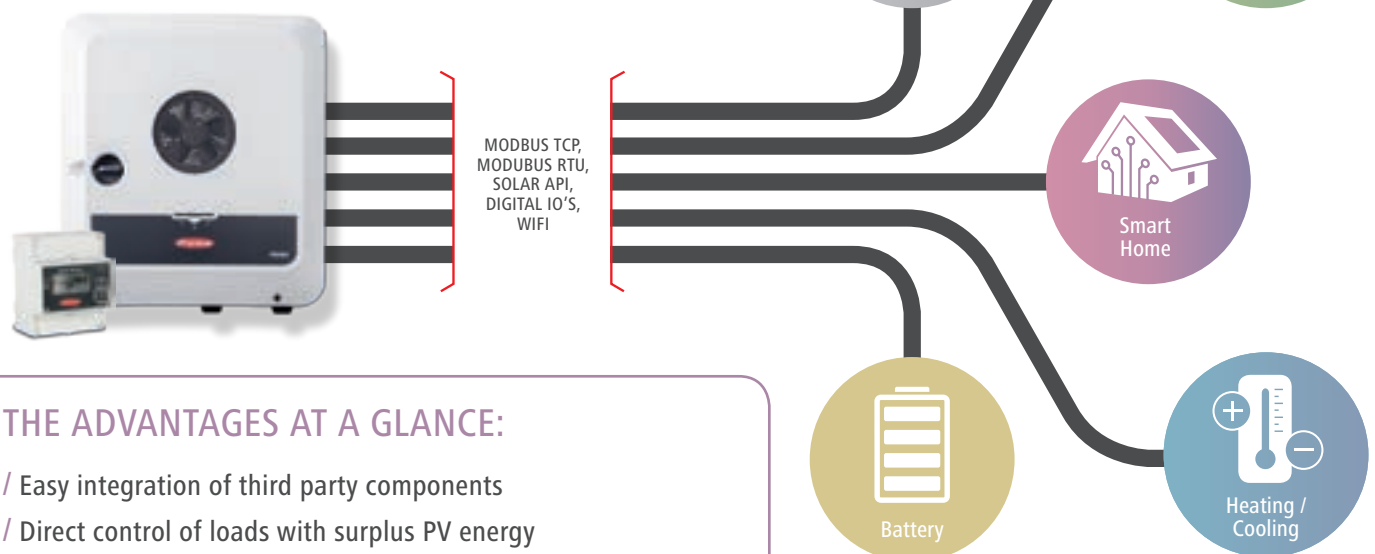 MODBUS TCP,
MODUBUS RTU,
SOLAR API,
DIGITAL IO'S,
WIFI
Smart
Home
Battery
Heating /
Cooling
THE ADVANTAGES AT A GLANCE:
/ Easy integration of third party components
/ Direct control of loads with surplus PV energy